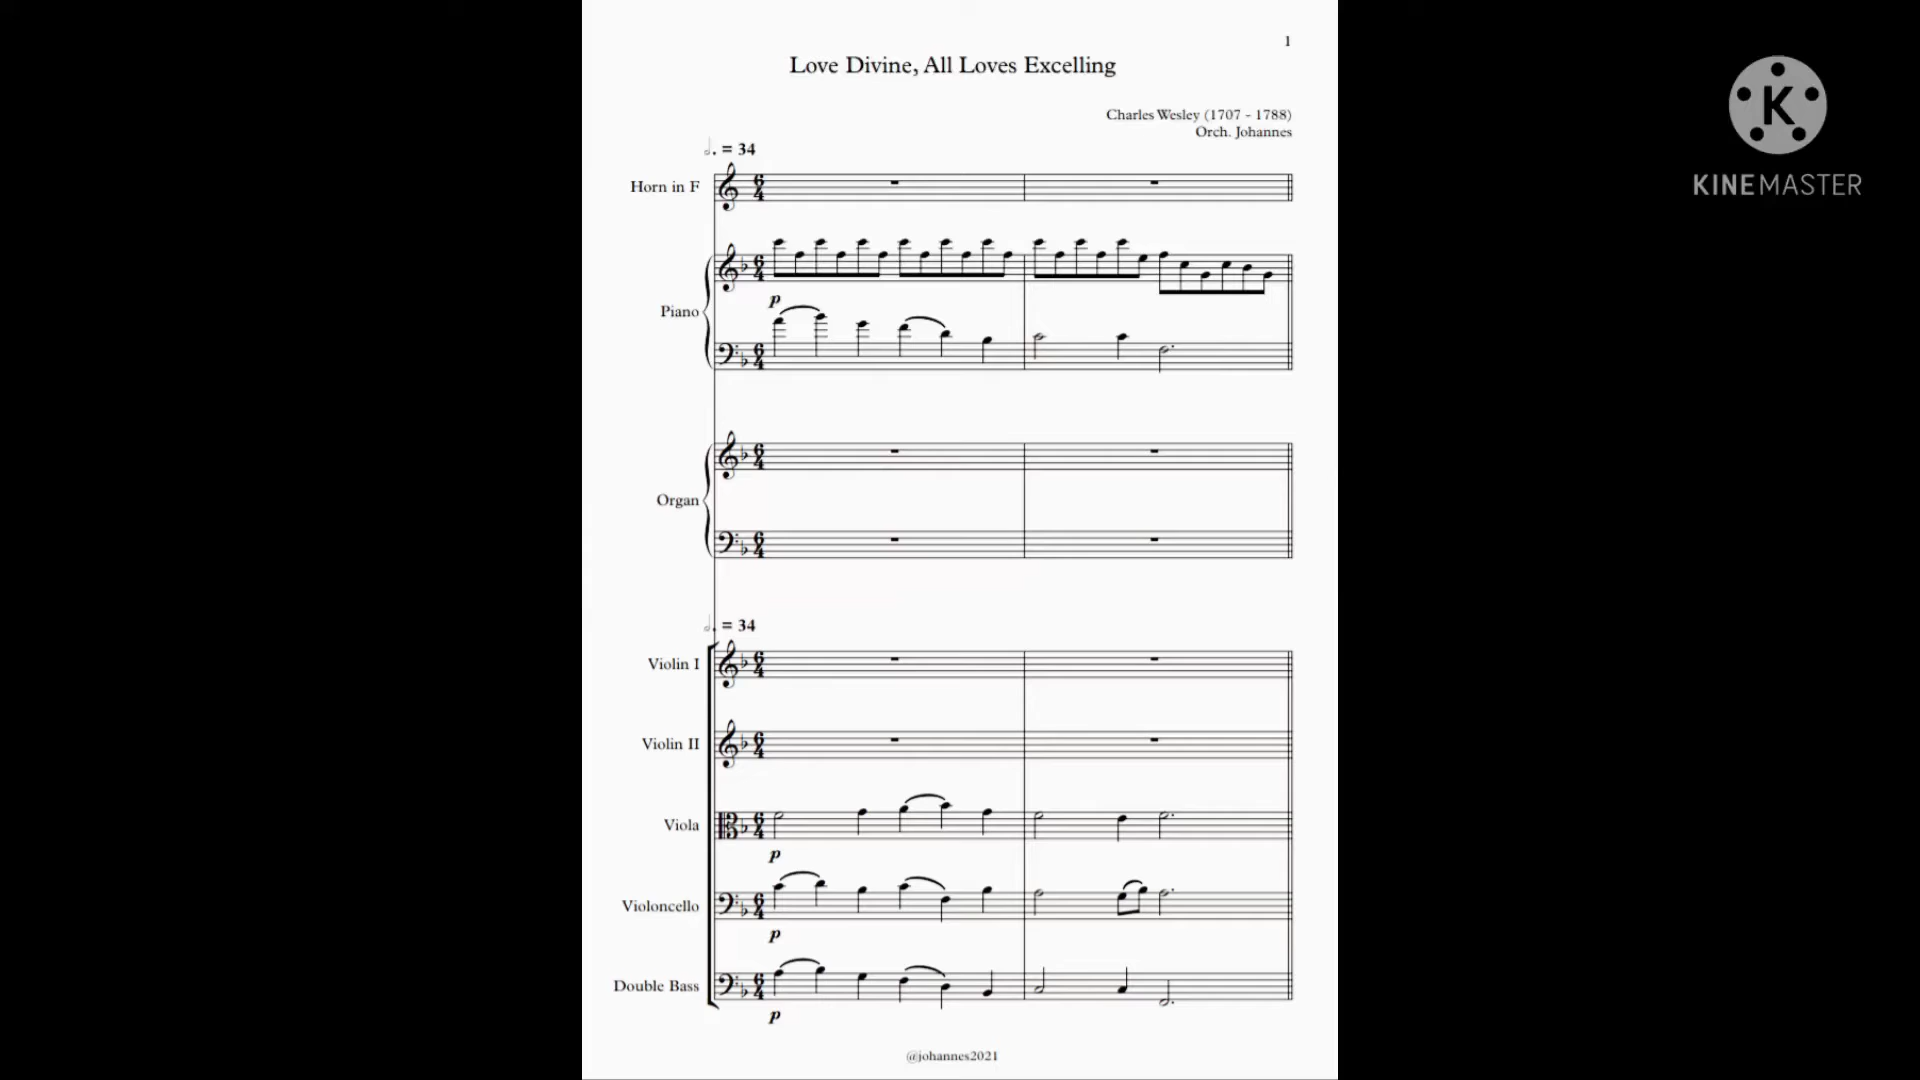 1
Love Divine, All Loves Excelling
Charles Wesley (1707 - 1788)
Orch. Johannes
= 34
Horn in F
p
Piano
Organ
= 34
Violin I
Violin II
Viola
p
Violoncello
p
Double Bass
p
@johannes2021
K
KINEMASTER